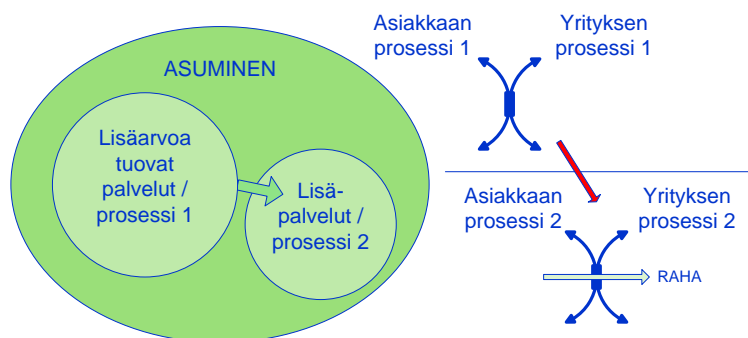 ASUMINEN
Lisäarvoa
tuovat
palvelut /
prosessi 1
Lisä-
palvelut /
prosessi 2
Asiakkaan
prosessi 1
Yrityksen
prosessi 1
Asiakkaan
prosessi 2
Yrityksen
prosessi 2
RAHA